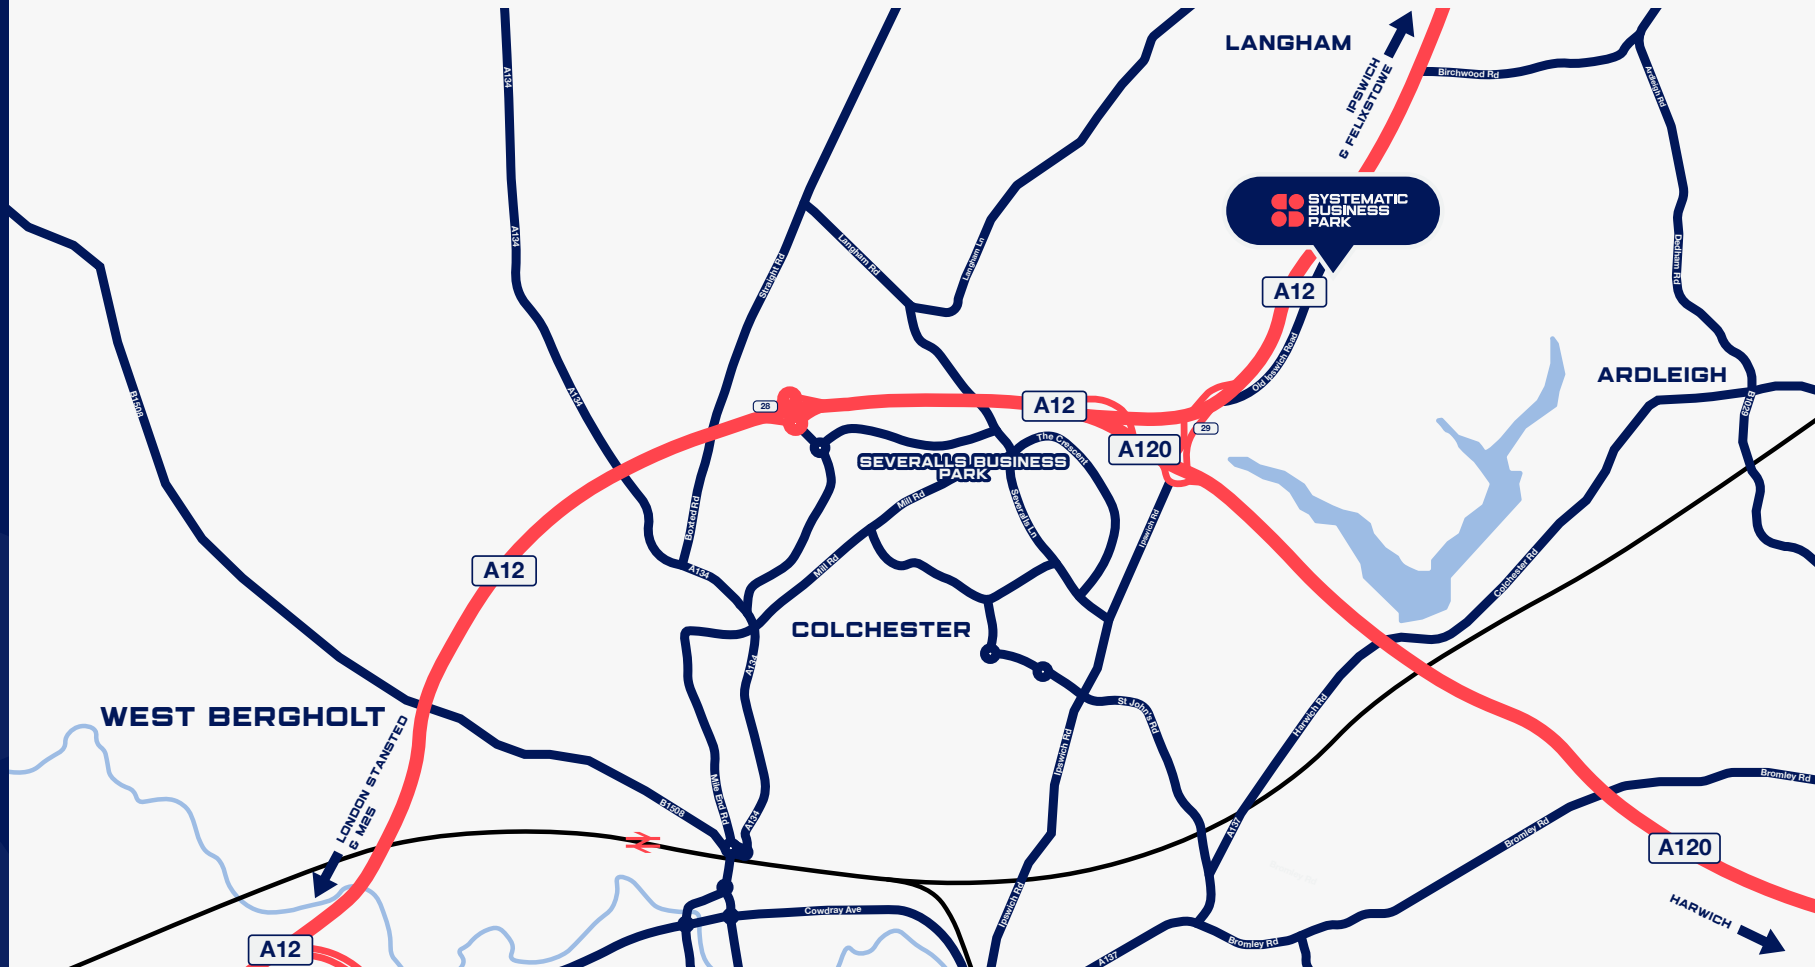 LANGHAM
IPSWICH
& FELIXSTOWE
Birchwood Rd
Ardleigh Rd
A134
SYSTEMATIC
BUSINESS
PARK
A134
Straight Rd
Langham Rd
Langham Ln
Dedham Rd
A12
Old Ipswich Road
ARDLEIGH
B1508
A134
28
A12
29
B1029
The Crescent
A120
SEVERALLS BUSINESS
PARK
Mill Rd
Severalls Ln
Boxted Rd
Ipswich Rd
A12
A134
Mill Rd
Colchester Rd
COLCHESTER
A134
WEST BERGHOLT
St John's Rd
Harwich Rd
LONDON STANSTED
& M25
Ipswich Rd
Mile End Rd
B1508
A134
A137
Bromley Rd
Bromley Rd
A120
Ipswich Rd
Cowdray Ave
HARWICH
Bromley Rd
A12
A137